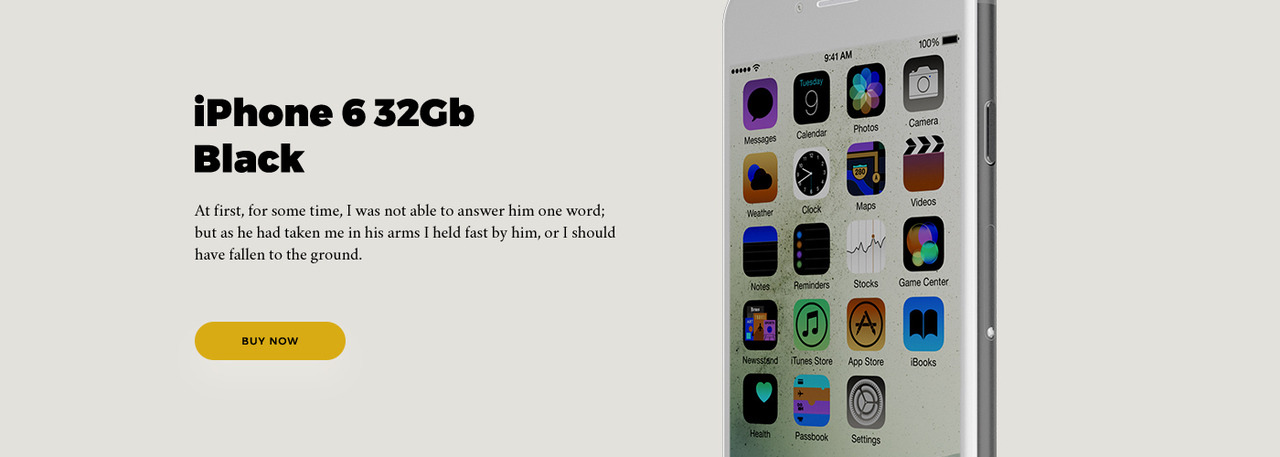 iPhone 6 32Gb
Black
At first, for some time, I was not able to answer him one word;
but as he had taken me in his arms I held fast by him, or I should
have fallen to the ground.
BUY NOW
9:41 AM
100%
Tuesday
9
Messages
Calendar
Photos
Camera
280
Weather
Clock
Maps
Videos
Notes
Reminders
Stocks
Game Center
Newsstand
iTunes Store
App Store
iBooks
Health
Passbook
Settings